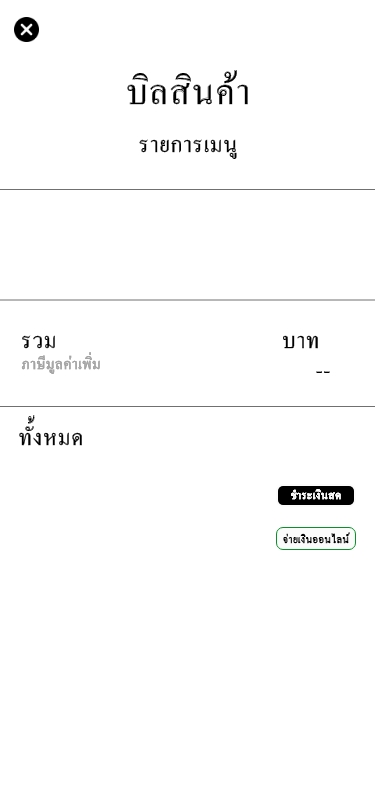 บิลสินค้า
รายการเมนู
รวม บาท
ภาษีมูลค่าเพิ่ม --
ทั้งหมด
ชำระเงินสด
จ่ายเงินออนไลน์